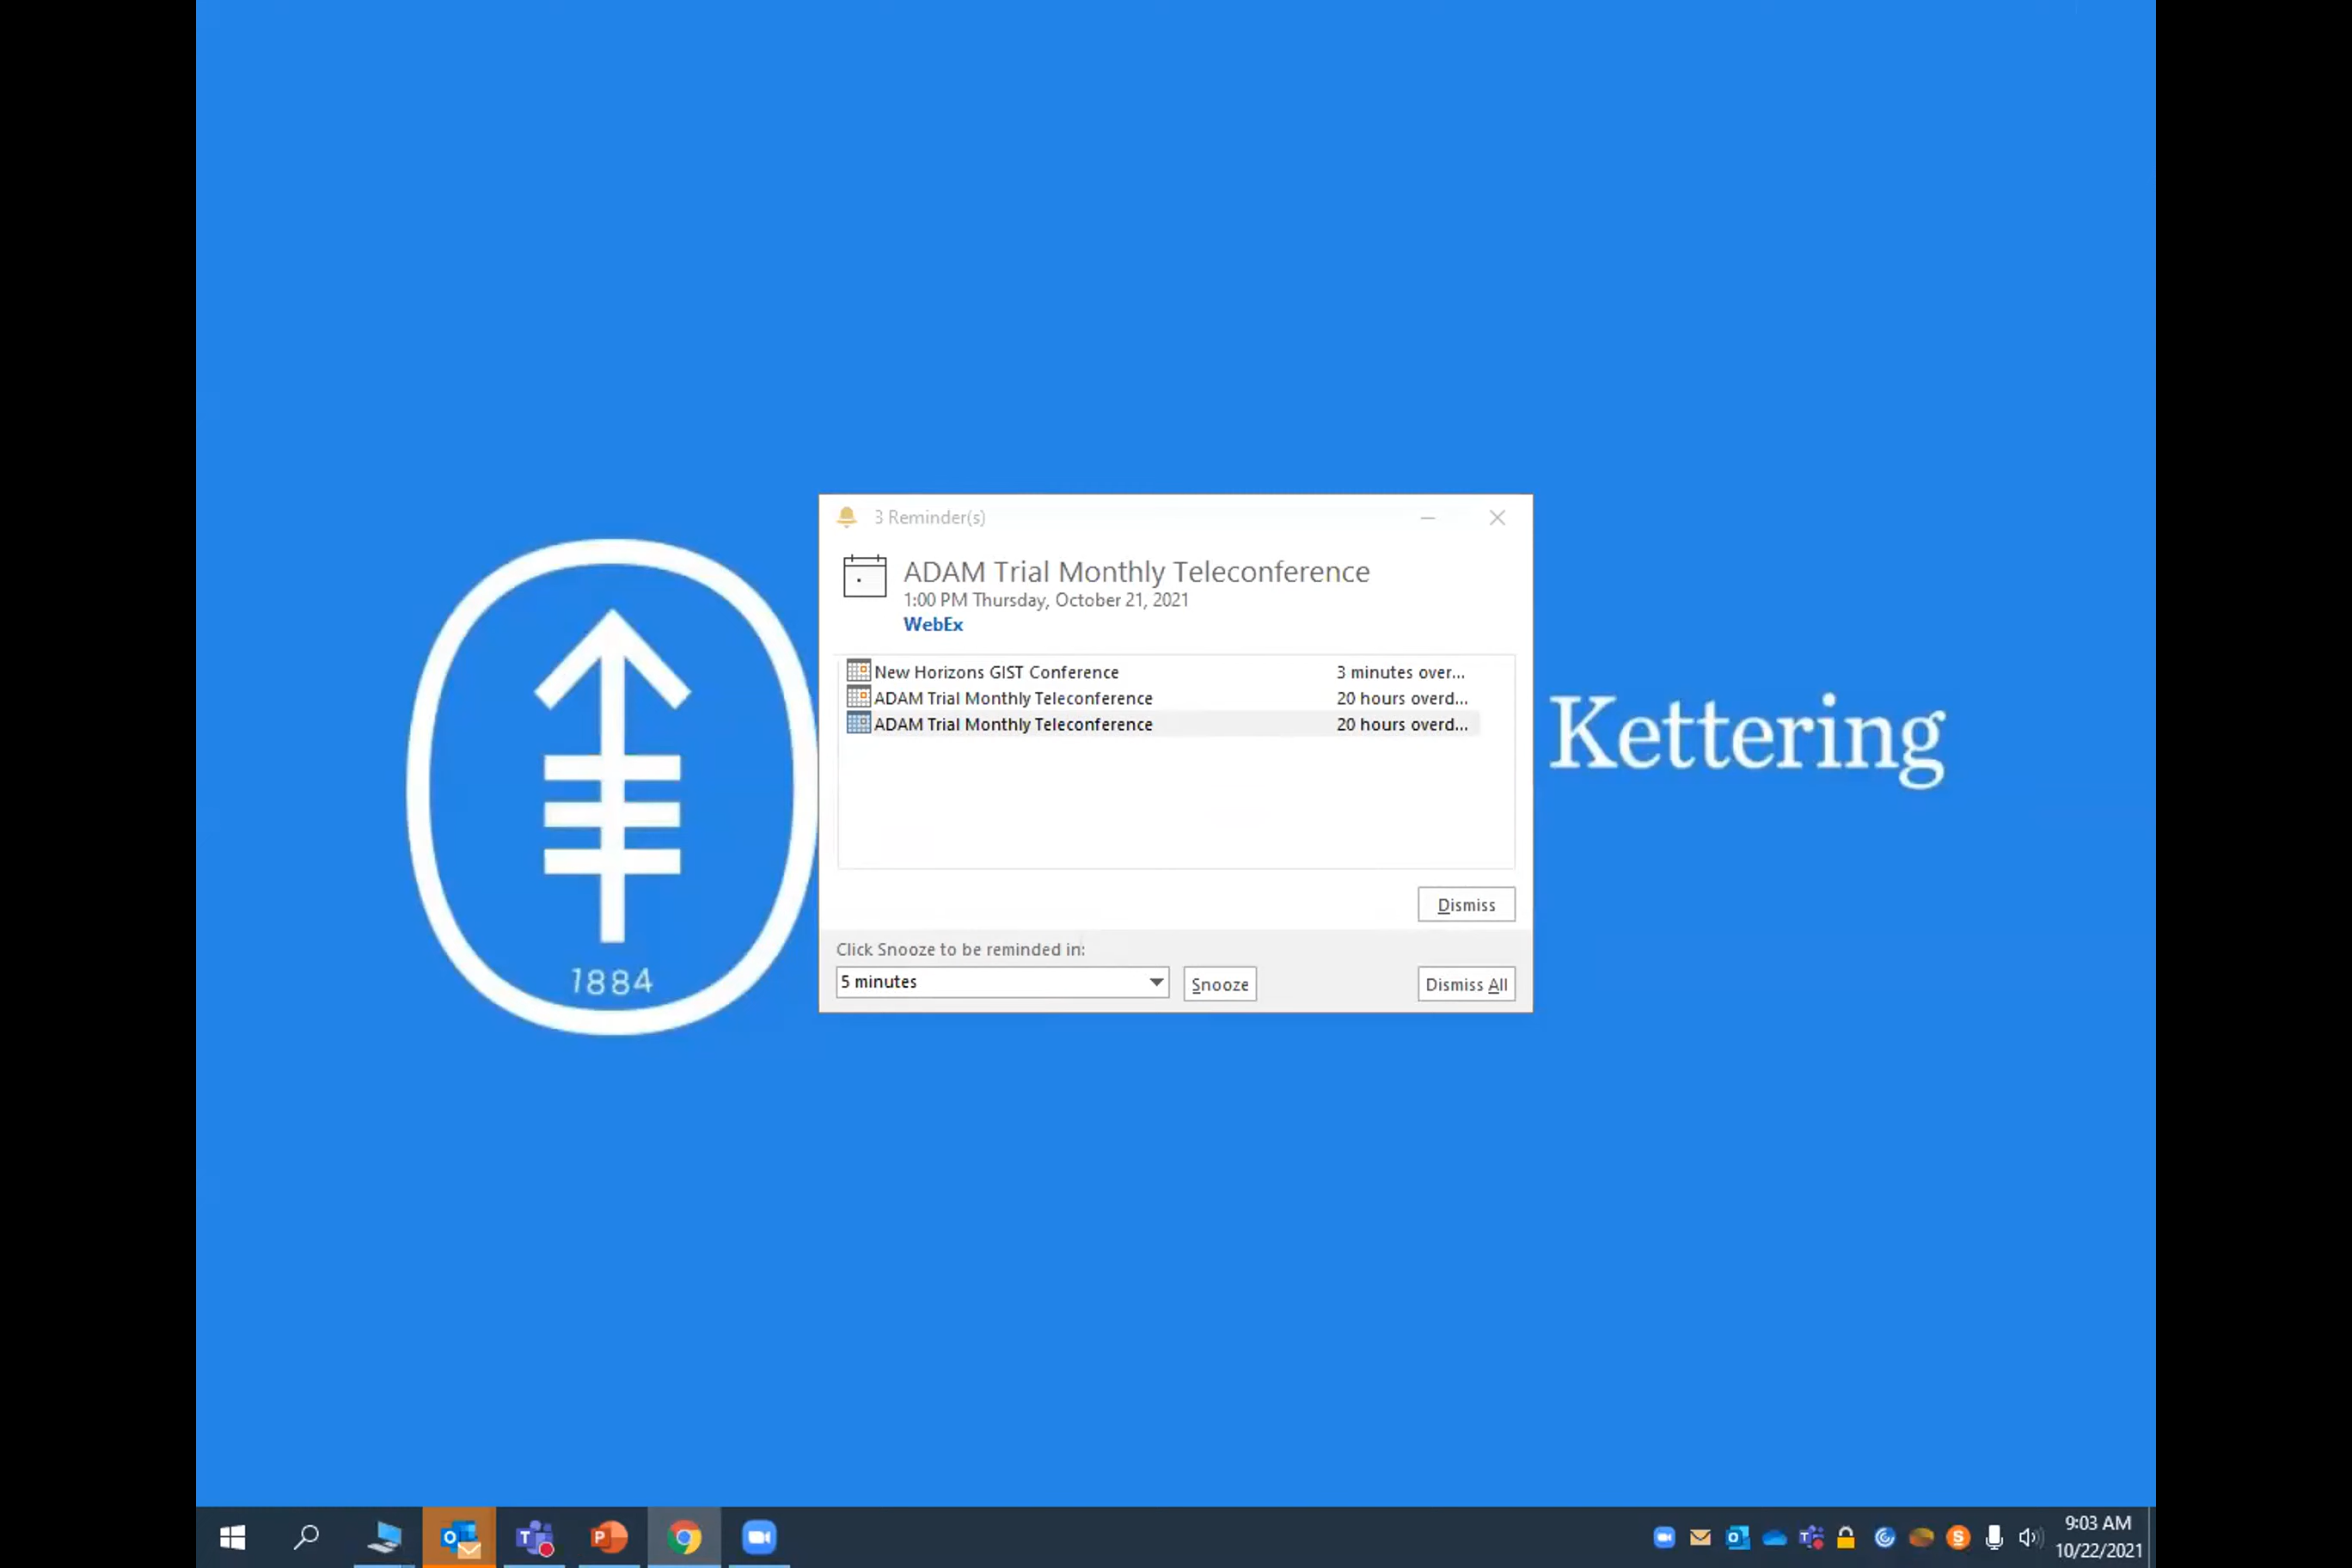 3 Reminder(s)
ADAM Trial Monthly Teleconference
1:00 PM Thursday, October 21, 2021
WebEx
New Horizons GIST Conference 3 minutes over...
ADAM Trial Monthly Teleconference 20 hours overd...
ADAM Trial Monthly Teleconference 20 hours overd...
Dismiss
Click Snooze to be reminded in:
5 minutes
Snooze
Dismiss All
1884
Kettering
9:03 AM
10/22/2021